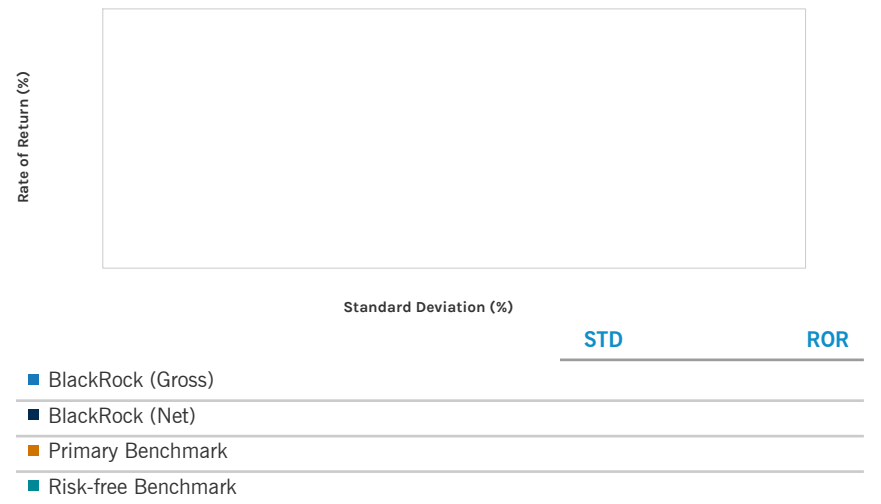 Rate of Return (%)
Standard Deviation (%)
STD ROR
BlackRock (Gross)
BlackRock (Net)
Primary Benchmark
Risk-free Benchmark